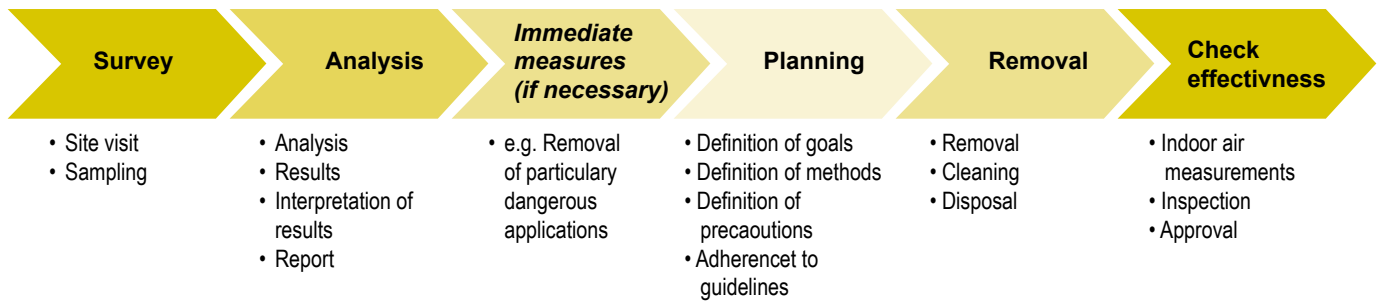 Survey
• Site visit
• Sampling
Analysis
• Analysis
• Results
• Interpretation of
results
• Report
Immediate
measures
(if necessary)
• e.g. Removal
of particulary
dangerous
applications
Planning
• Definition of goals
• Definition of methods
• Definition of
precaoutions
• Adherencet to
guidelines
Removal
• Removal
• Cleaning
• Disposal
Check
effectivness
• Indoor air
measurements
• Inspection
• Approval